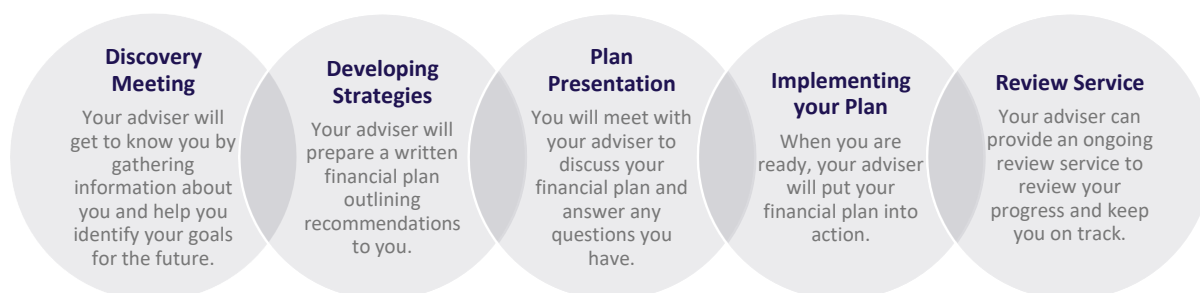 Discovery
Meeting
Your adviser will
get to know you by
gathering
information about
you and help you
identify your goals
for the future.
Developing
Strategies
Your adviser will
prepare a written
financial plan
outlining
recommendations
to you.
Plan
Presentation
You will meet with
your adviser to
discuss your
financial plan and
answer any
questions you
have.
Implementing
your Plan
When you are
ready, your adviser
will put your
financial plan into
action.
Review Service
Your adviser can
provide an ongoing
review service to
review your
progress and keep
you on track.